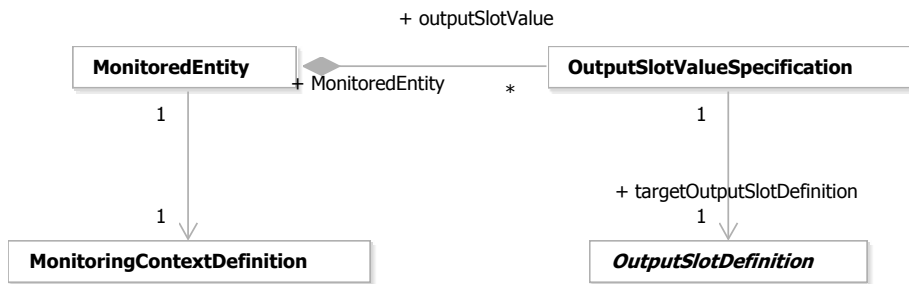 + outputSlotValue
MonitoredEntity
OutputSlotValueSpecification
+ MonitoredEntity
*
1
1
+ targetOutputSlotDefinition
1
1
MonitoringContextDefinition
OutputSlotDefinition